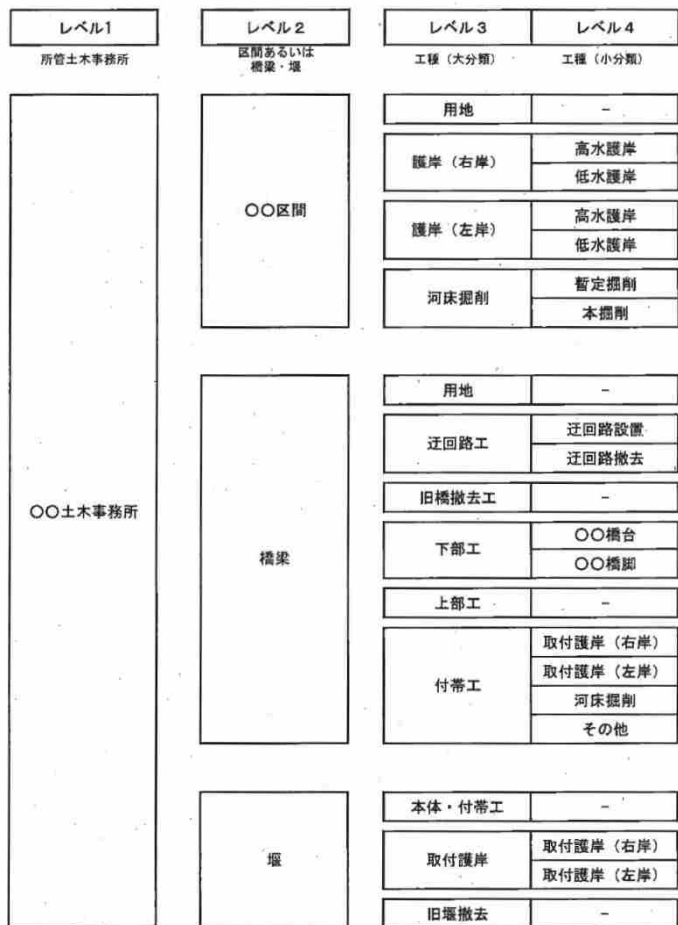 レベル1 レベル2 レベル3 レベル4
所管土木事務所 区間あるいは 工種（大分類） 工種（小分類）
橋梁・堰
用地 －
護岸（右岸） 高水護岸
低水護岸
〇〇区間
護岸（左岸） 高水護岸
低水護岸
河床掘削 暫定掘削
本掘削
用地 －
迂回路工 迂回路設置
迂回路撤去
旧橋撤去工 －
〇〇土木事務所
橋梁
下部工 〇〇橋台
〇〇橋脚
上部工 －
付帯工 取付護岸（右岸）
取付護岸（左岸）
河床掘削
その他
本体・付帯工 －
堰
取付護岸 取付護岸（右岸）
取付護岸（左岸）
旧堰撤去 －